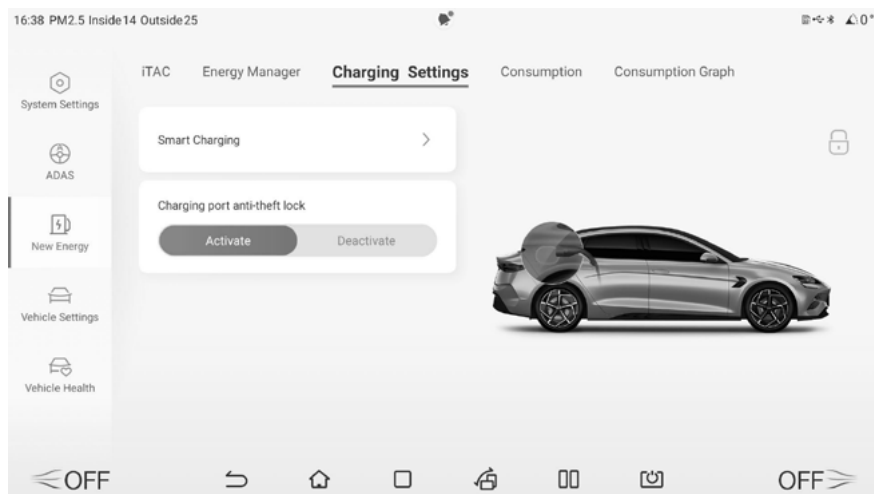 16:38 PM2.5 Inside14 Outside25
0°
iTAC Energy Manager Charging Settings Consumption Consumption Graph
System Settings
Smart Charging
ADAS
Charging port anti-theft lock
Activate Deactivate
New Energy
Vehicle Settings
Vehicle Health
OFF OFF